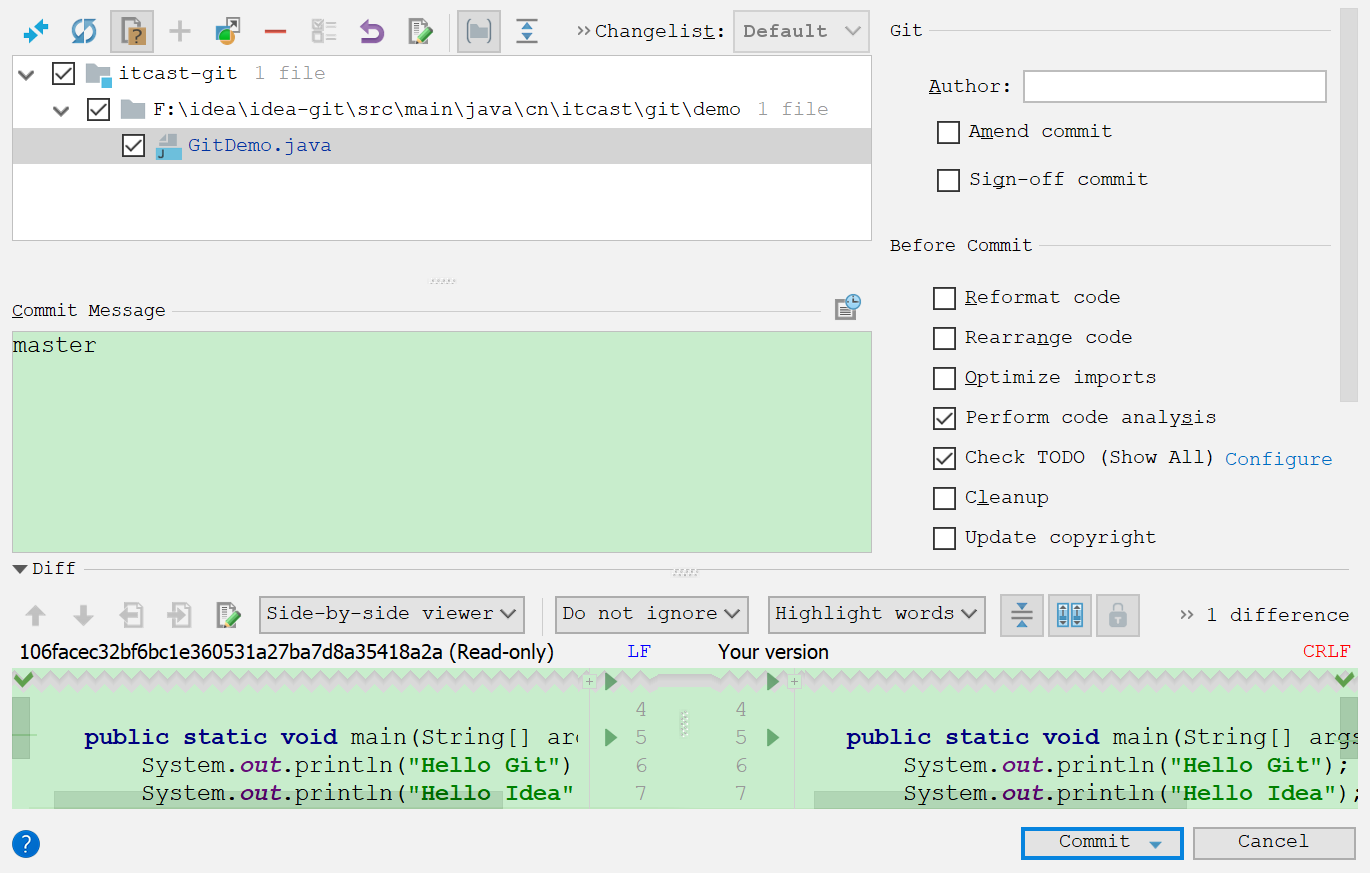 Changelist: Default
itcast-git 1 file
F:\idea\idea-git\src\main\java\cn\itcast\git\demo 1 file
GitDemo.java
Git
Author:
Amend commit
Sign-off commit
Before Commit
Reformat code
Rearrange code
Optimize imports
Perform code analysis
Check TODO (Show All) Configure
Cleanup
Update copyright
Commit Message
master
Diff
Side-by-side viewer Do not ignore Highlight words >> 1 difference
106facec32bf6bc1e360531a27ba7d8a35418a2a (Read-only) LF Your version CRLF
4 4
public static void main(String[] arg 5 5 public static void main(String[] args
System.out.println("Hello Git") 6 6 System.out.println("Hello Git");
System.out.println("Hello Idea" 7 7 System.out.println("Hello Idea");
? Commit Cancel